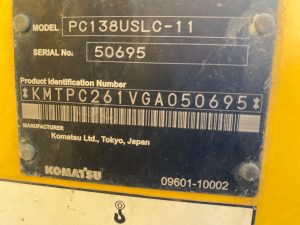 MODEL PC138USLC-11
SERIAL No. 50695
Product Identification Number
*KMTPC261VGA050695*
MANUFACTURER
Komatsu Ltd., Tokyo, Japan
KOMATSU 09601-10002